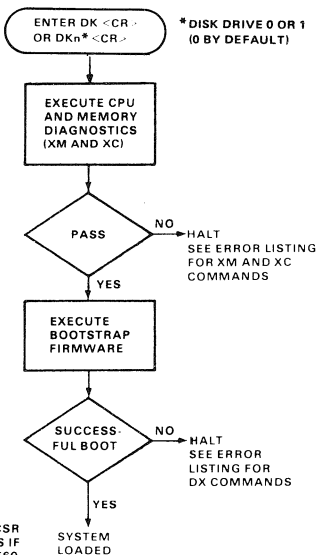 ENTER DK <CR>
OR DKn* <CR>
* DISK DRIVE 0 OR 1
(0 BY DEFAULT)
EXECUTE CPU
AND MEMORY
DIAGNOSTICS
(XM AND XC)
PASS
NO
HALT
SEE ERROR LISTING
FOR XM AND XC
COMMANDS
YES
EXECUTE
BOOTSTRAP
FIRMWARE
SUCCESS-
FUL BOOT
NO
HALT
SEE ERROR
LISTING FOR
DX COMMANDS
YES
SYSTEM
LOADED
CSR
IF